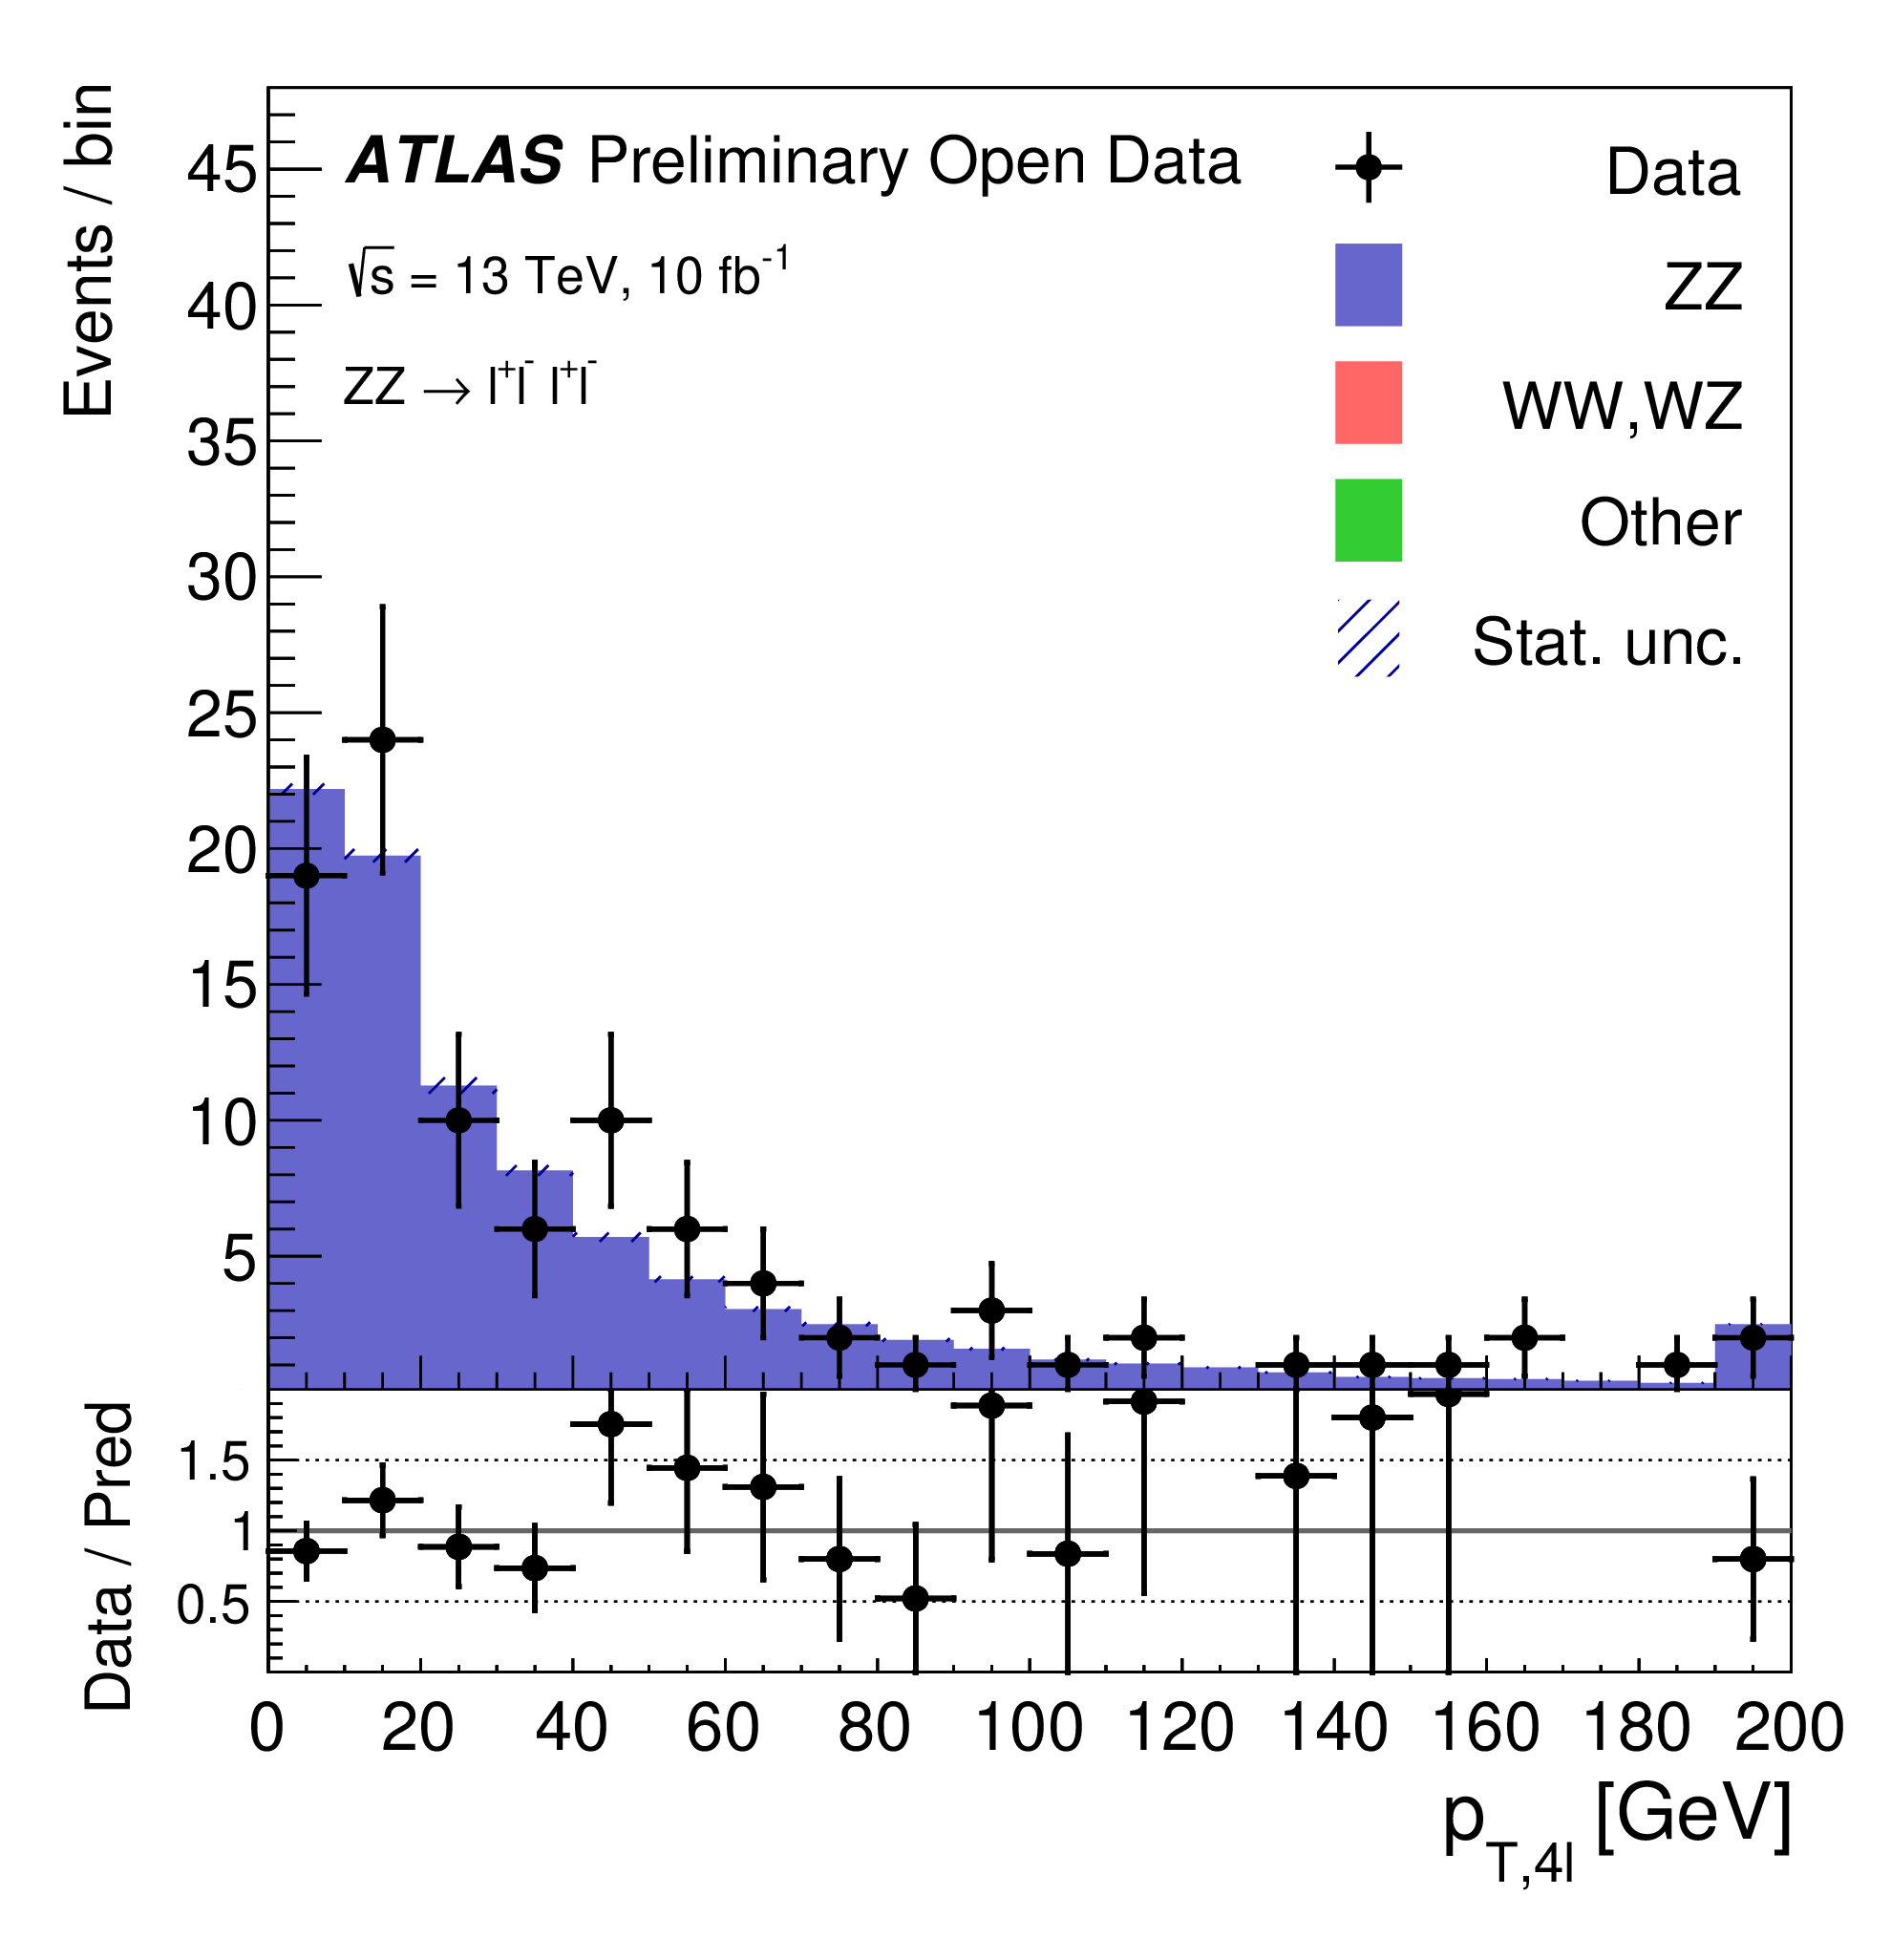 Events / bin
45
40
35
30
25
20
15
10
5
ATLAS Preliminary Open Data
√s = 13 TeV, 10 fb⁻¹
ZZ → l⁺l⁻ l⁺l⁻
Data
ZZ
WW,WZ
Other
Stat. unc.
Data / Pred
1.5
1
0.5
0 20 40 60 80 100 120 140 160 180 200
p_T,4l [GeV]